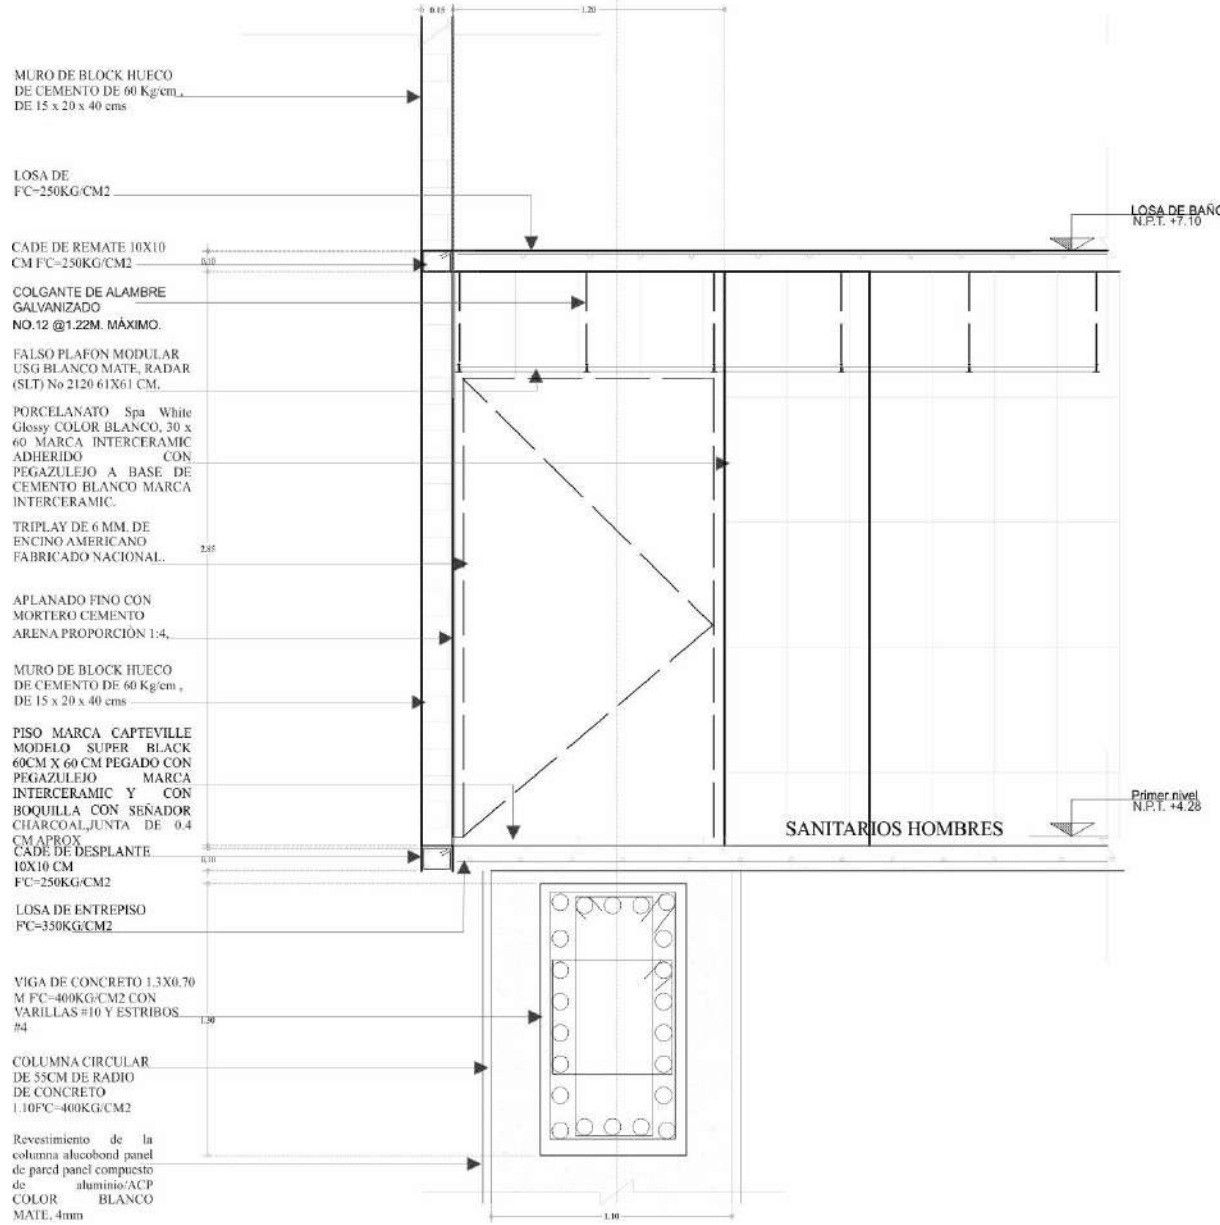 0.15
1.20
MURO DE BLOCK HUECO
DE CEMENTO DE 60 Kg/cm ,
DE 15 x 20 x 40 cms
LOSA DE
F'C=250KG/CM2
LOSA DE BAÑO
N.P.T. +7.10
CADE DE REMATE 10X10
CM F'C=250KG/CM2
0.10
COLGANTE DE ALAMBRE
GALVANIZADO
NO.12 @1.22M. MÁXIMO.
FALSO PLAFON MODULAR
USG BLANCO MATE, RADAR
(SLT) No 2120 61X61 CM.
PORCELANATO Spa White
Glossy COLOR BLANCO, 30 x
60 MARCA INTERCERAMIC
ADHERIDO CON
PEGAZULEJO A BASE DE
CEMENTO BLANCO MARCA
INTERCERAMIC.
TRIPLAY DE 6 MM. DE
ENCINO AMERICANO
FABRICADO NACIONAL.
2.85
APLANADO FINO CON
MORTERO CEMENTO
ARENA PROPORCIÓN 1:4,
MURO DE BLOCK HUECO
DE CEMENTO DE 60 Kg/cm ,
DE 15 x 20 x 40 cms
PISO MARCA CAPTEVILLE
MODELO SUPER BLACK
60CM X 60 CM PEGADO CON
PEGAZULEJO MARCA
INTERCERAMIC Y CON
BOQUILLA CON SEÑADOR
CHARCOAL,JUNTA DE 0.4
CM APROX
Primer nivel
N.P.T. +4.28
SANITARIOS HOMBRES
CADE DE DESPLANTE
10X10 CM
F'C=250KG/CM2
0.10
LOSA DE ENTREPISO
F'C=350KG/CM2
VIGA DE CONCRETO 1.3X0.70
M F'C=400KG/CM2 CON
VARILLAS #10 Y ESTRIBOS
#4
1.30
COLUMNA CIRCULAR
DE 55CM DE RADIO
DE CONCRETO
1.10F'C=400KG/CM2
Revestimiento de la
columna alucobond panel
de pared panel compuesto
de aluminio/ACP
COLOR BLANCO
MATE, 4mm
1.10